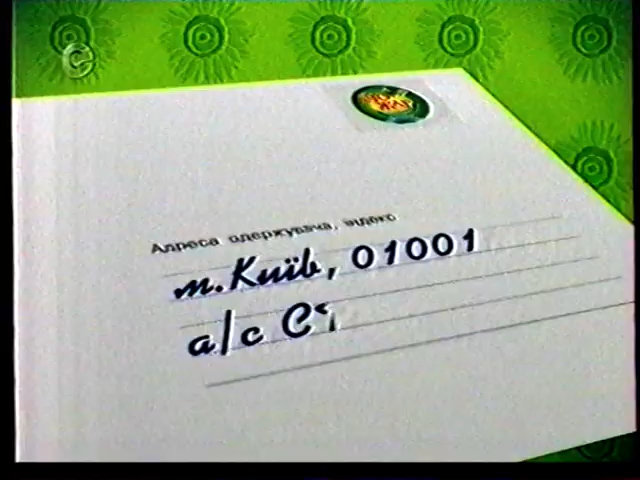 Адреса одержувача, індекс
м.Київ, 01001
а/с С